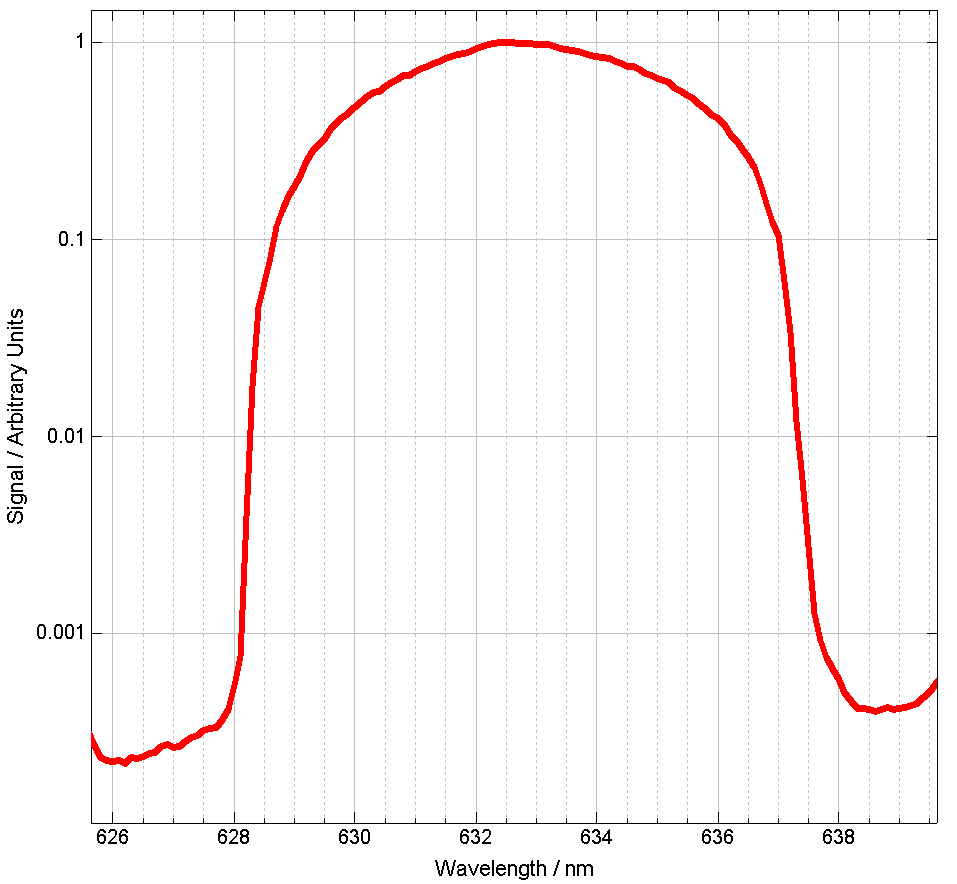 1
0.1
0.01
0.001
Signal / Arbitrary Units
626 628 630 632 634 636 638
Wavelength / nm